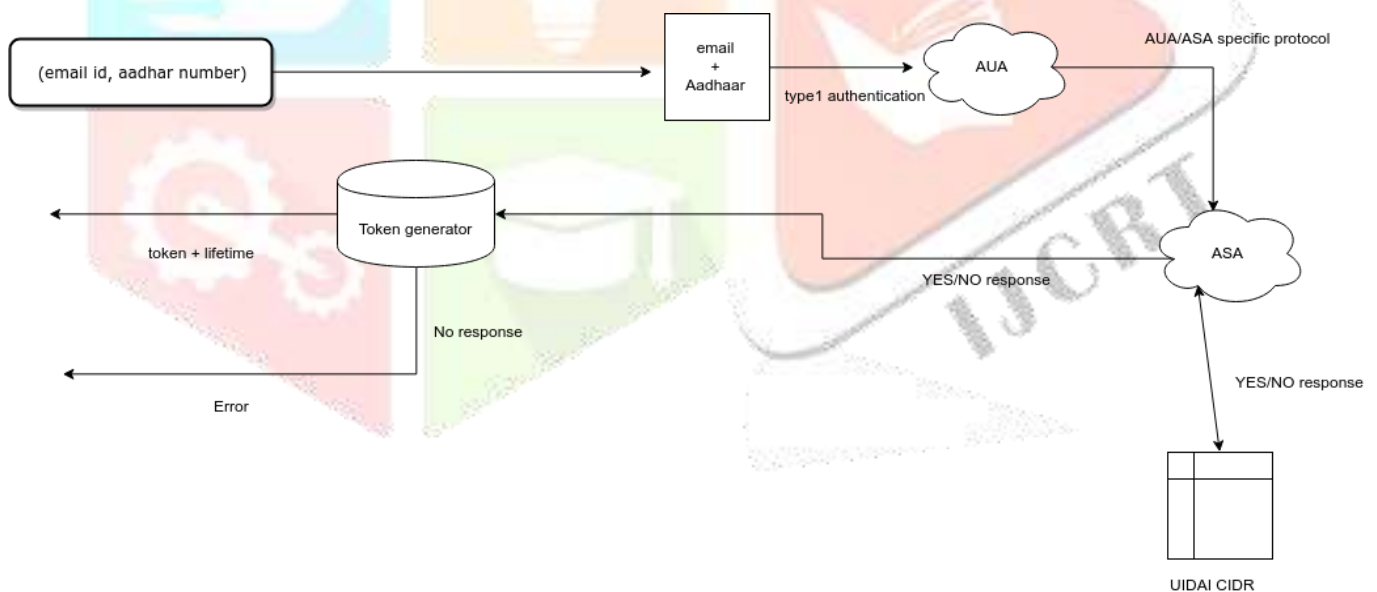 (email id, aadhar number)
email
+
Aadhaar
type1 authentication
AUA
AUA/ASA specific protocol
ASA
YES/NO response
YES/NO response
UIDAI CIDR
Token generator
token + lifetime
No response
Error
IJCRT